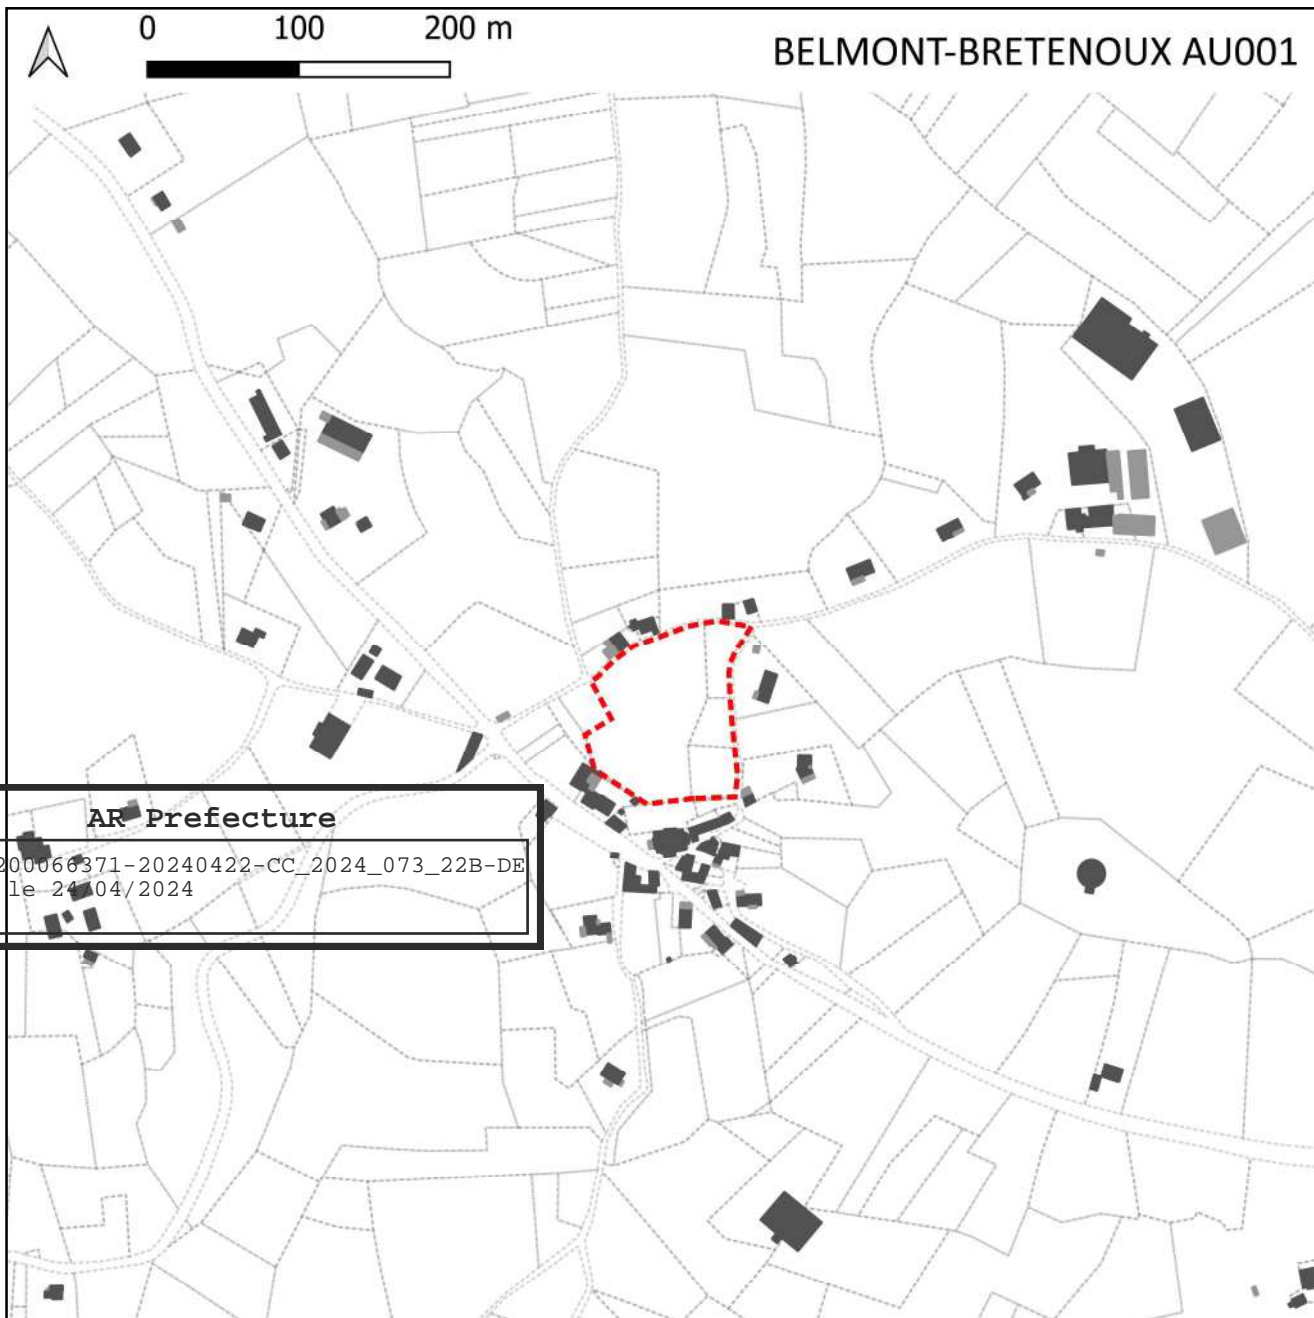 0 100 200 m
BELMONT-BRETENOUX AU001
AR Prefecture
200066371-20240422-CC_2024_073_22B-DE
le 24/04/2024